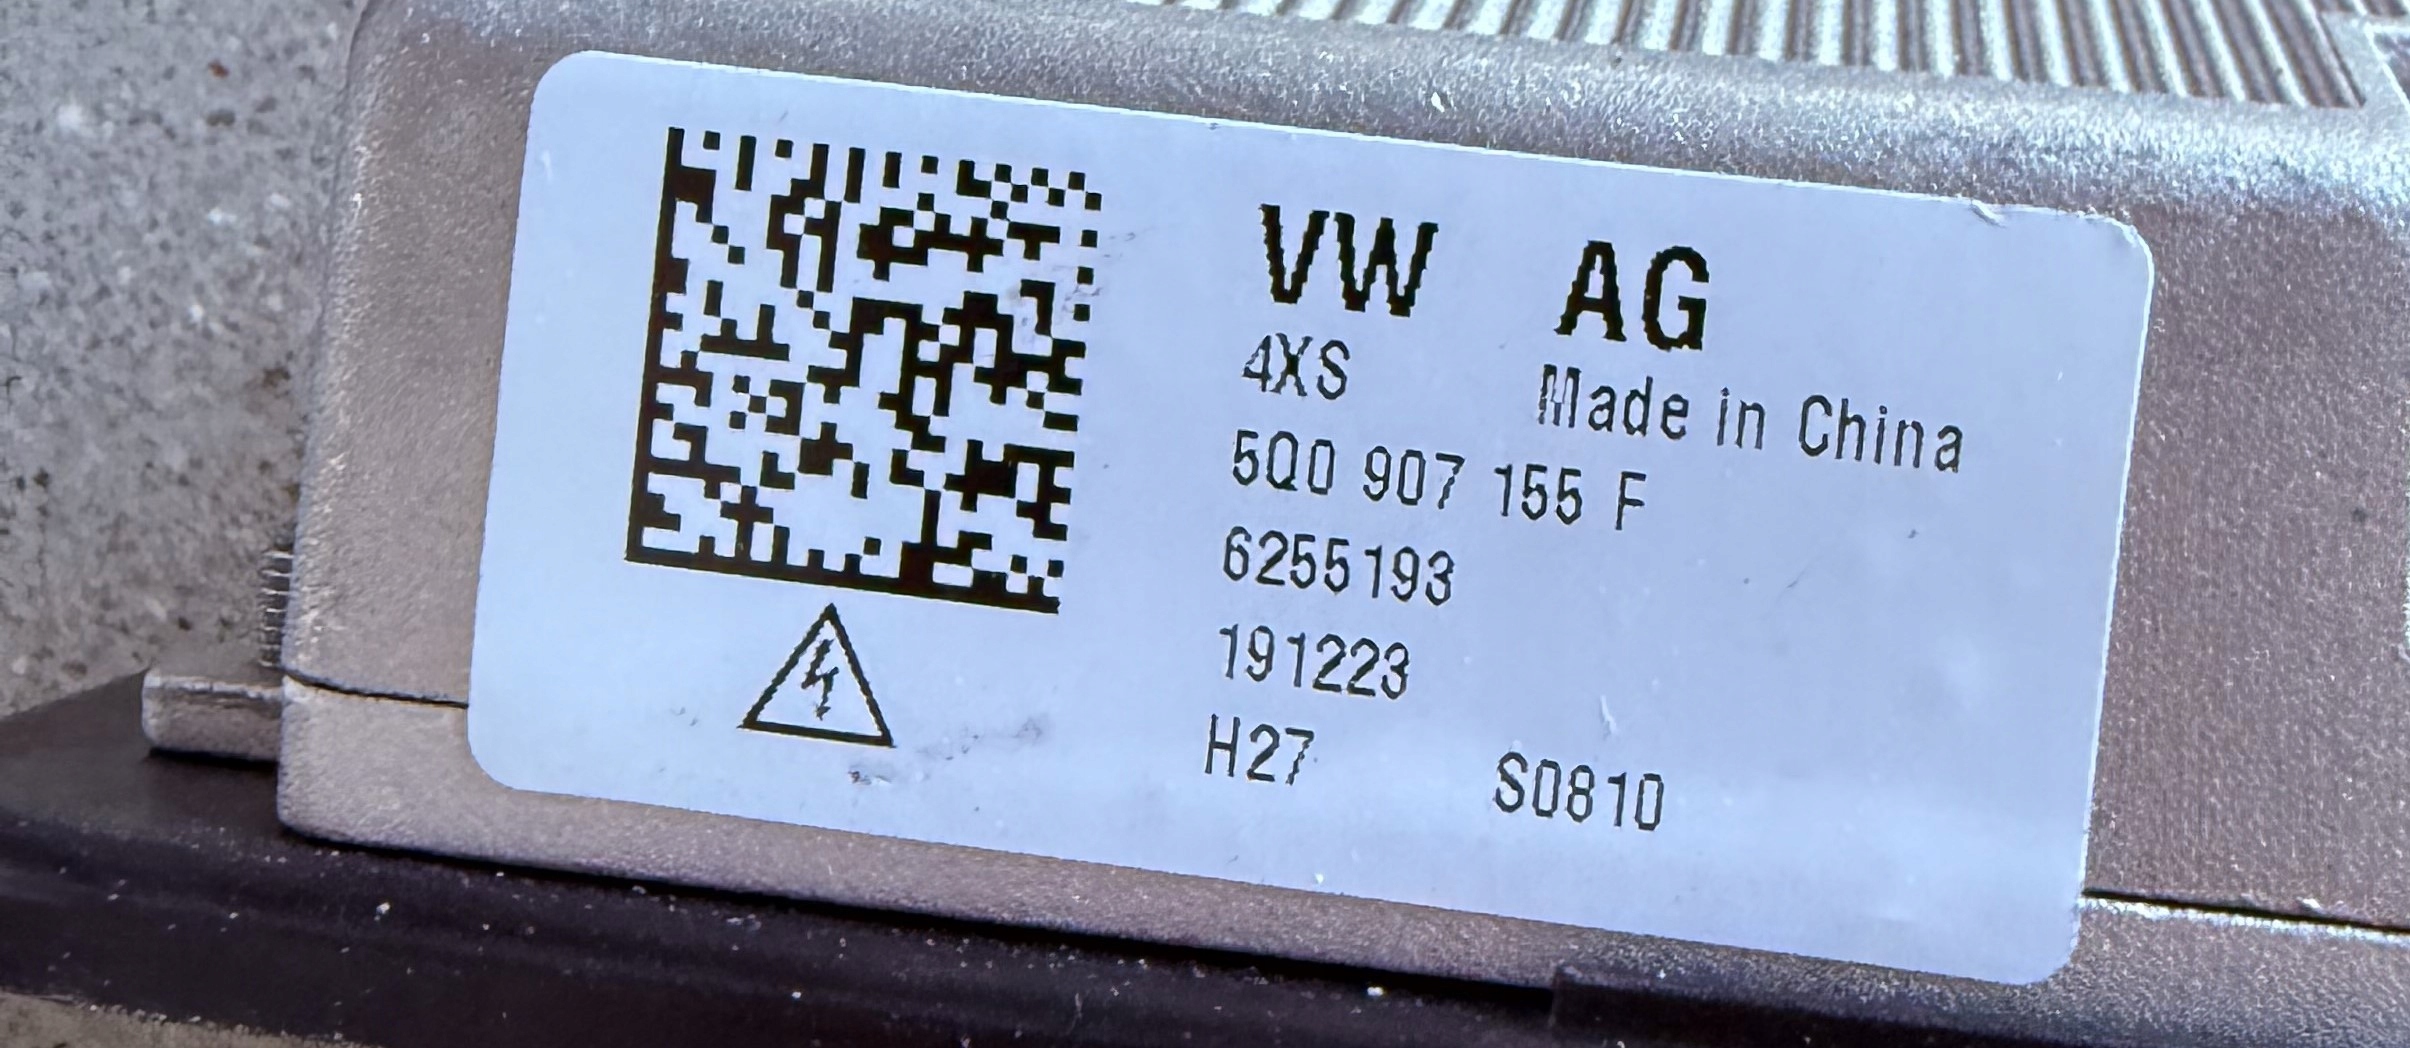 VW AG
4XS Made in China
5Q0 907 155 F
6255193
191223
H27 S0810